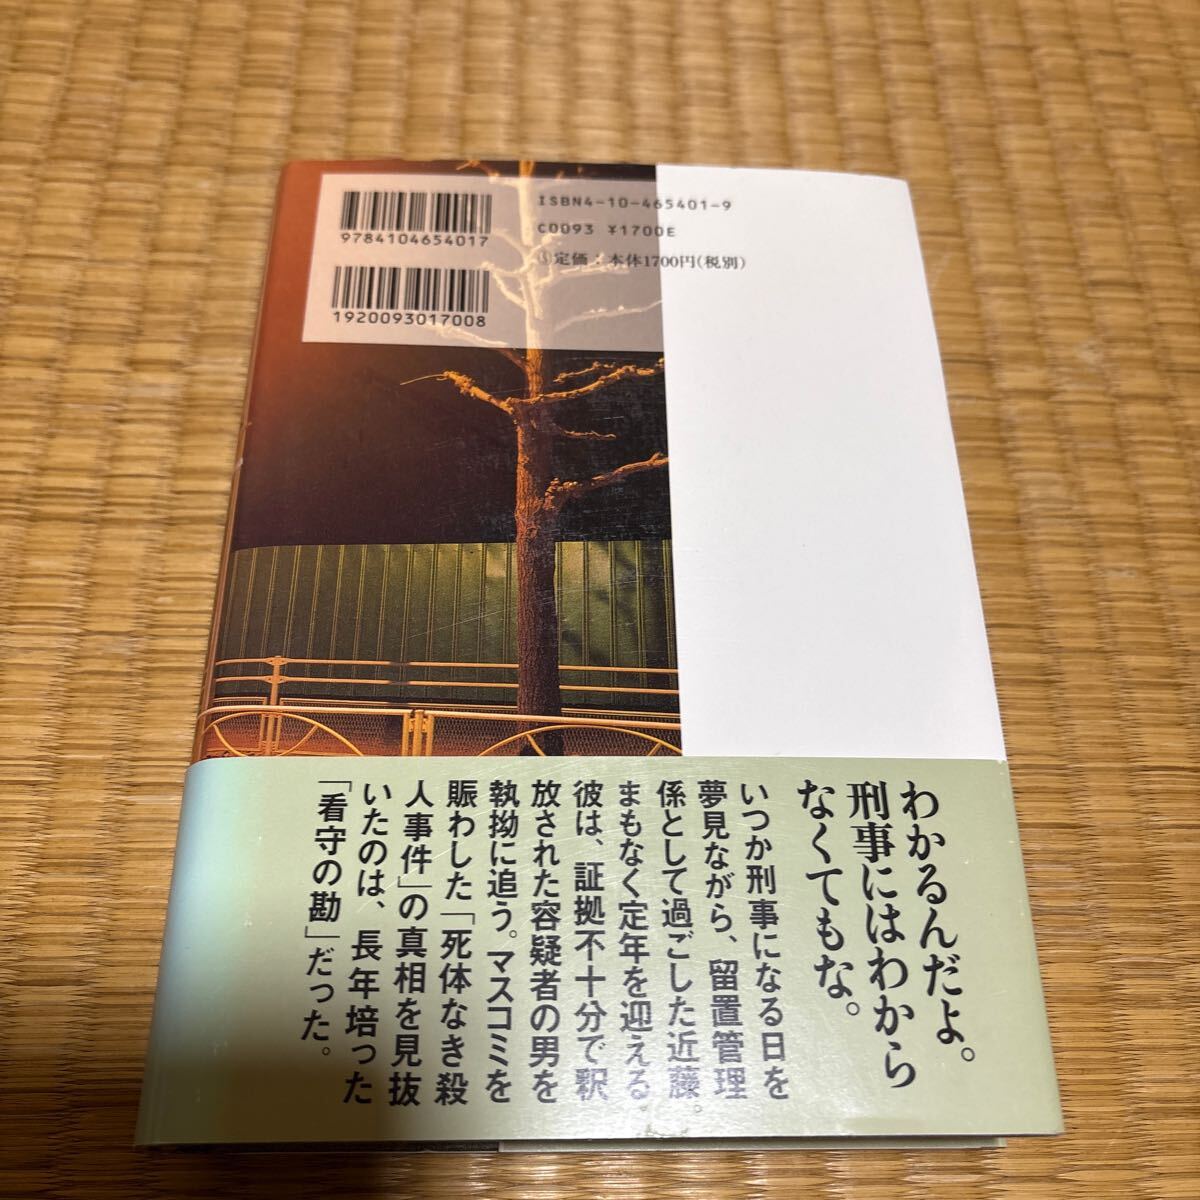 ISBN4-10-465401-9
C0093 ¥1700E
定価：本体1700円(税別)
9784104654017
1920093017008
わかるんだよ。
刑事にはわから
なくてもな。
いつか刑事になる日を
夢見ながら、留置管理
係として過ごした近藤。
まもなく定年を迎える
彼は、証拠不十分で釈
放された容疑者の男を
執拗に追う。マスコミを
賑わした「死体なき殺
人事件」の真相を見抜
いたのは、長年培った
「看守の勘」だった。